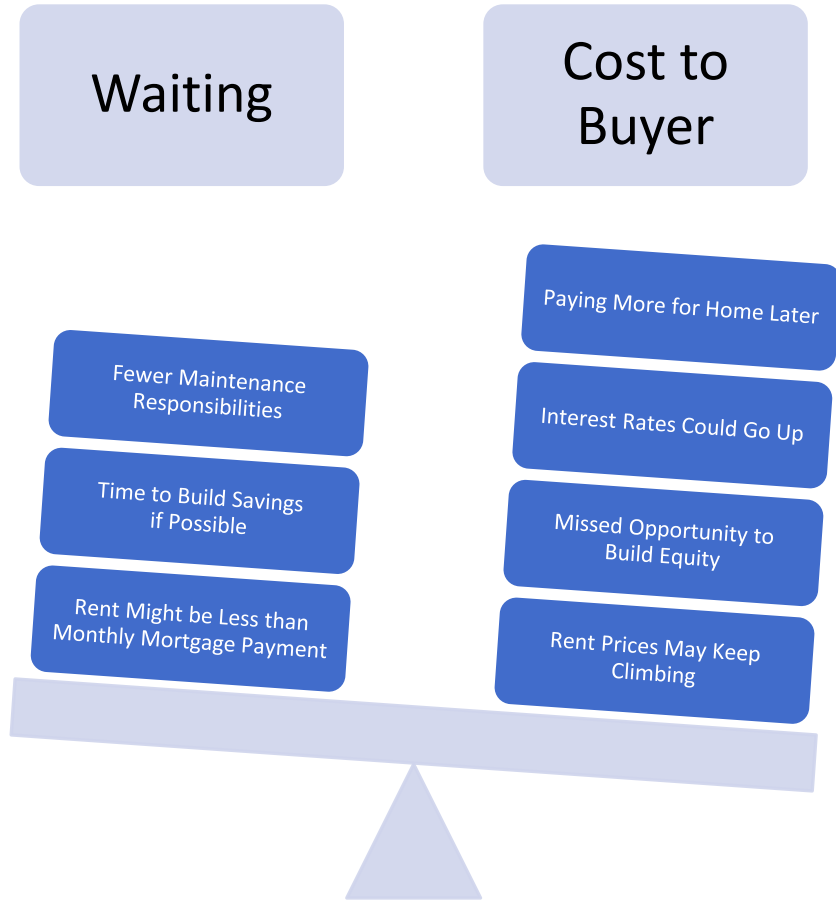 Waiting
Cost to
Buyer
Fewer Maintenance
Responsibilities
Time to Build Savings
if Possible
Rent Might be Less than
Monthly Mortgage Payment
Paying More for Home Later
Interest Rates Could Go Up
Missed Opportunity to
Build Equity
Rent Prices May Keep
Climbing